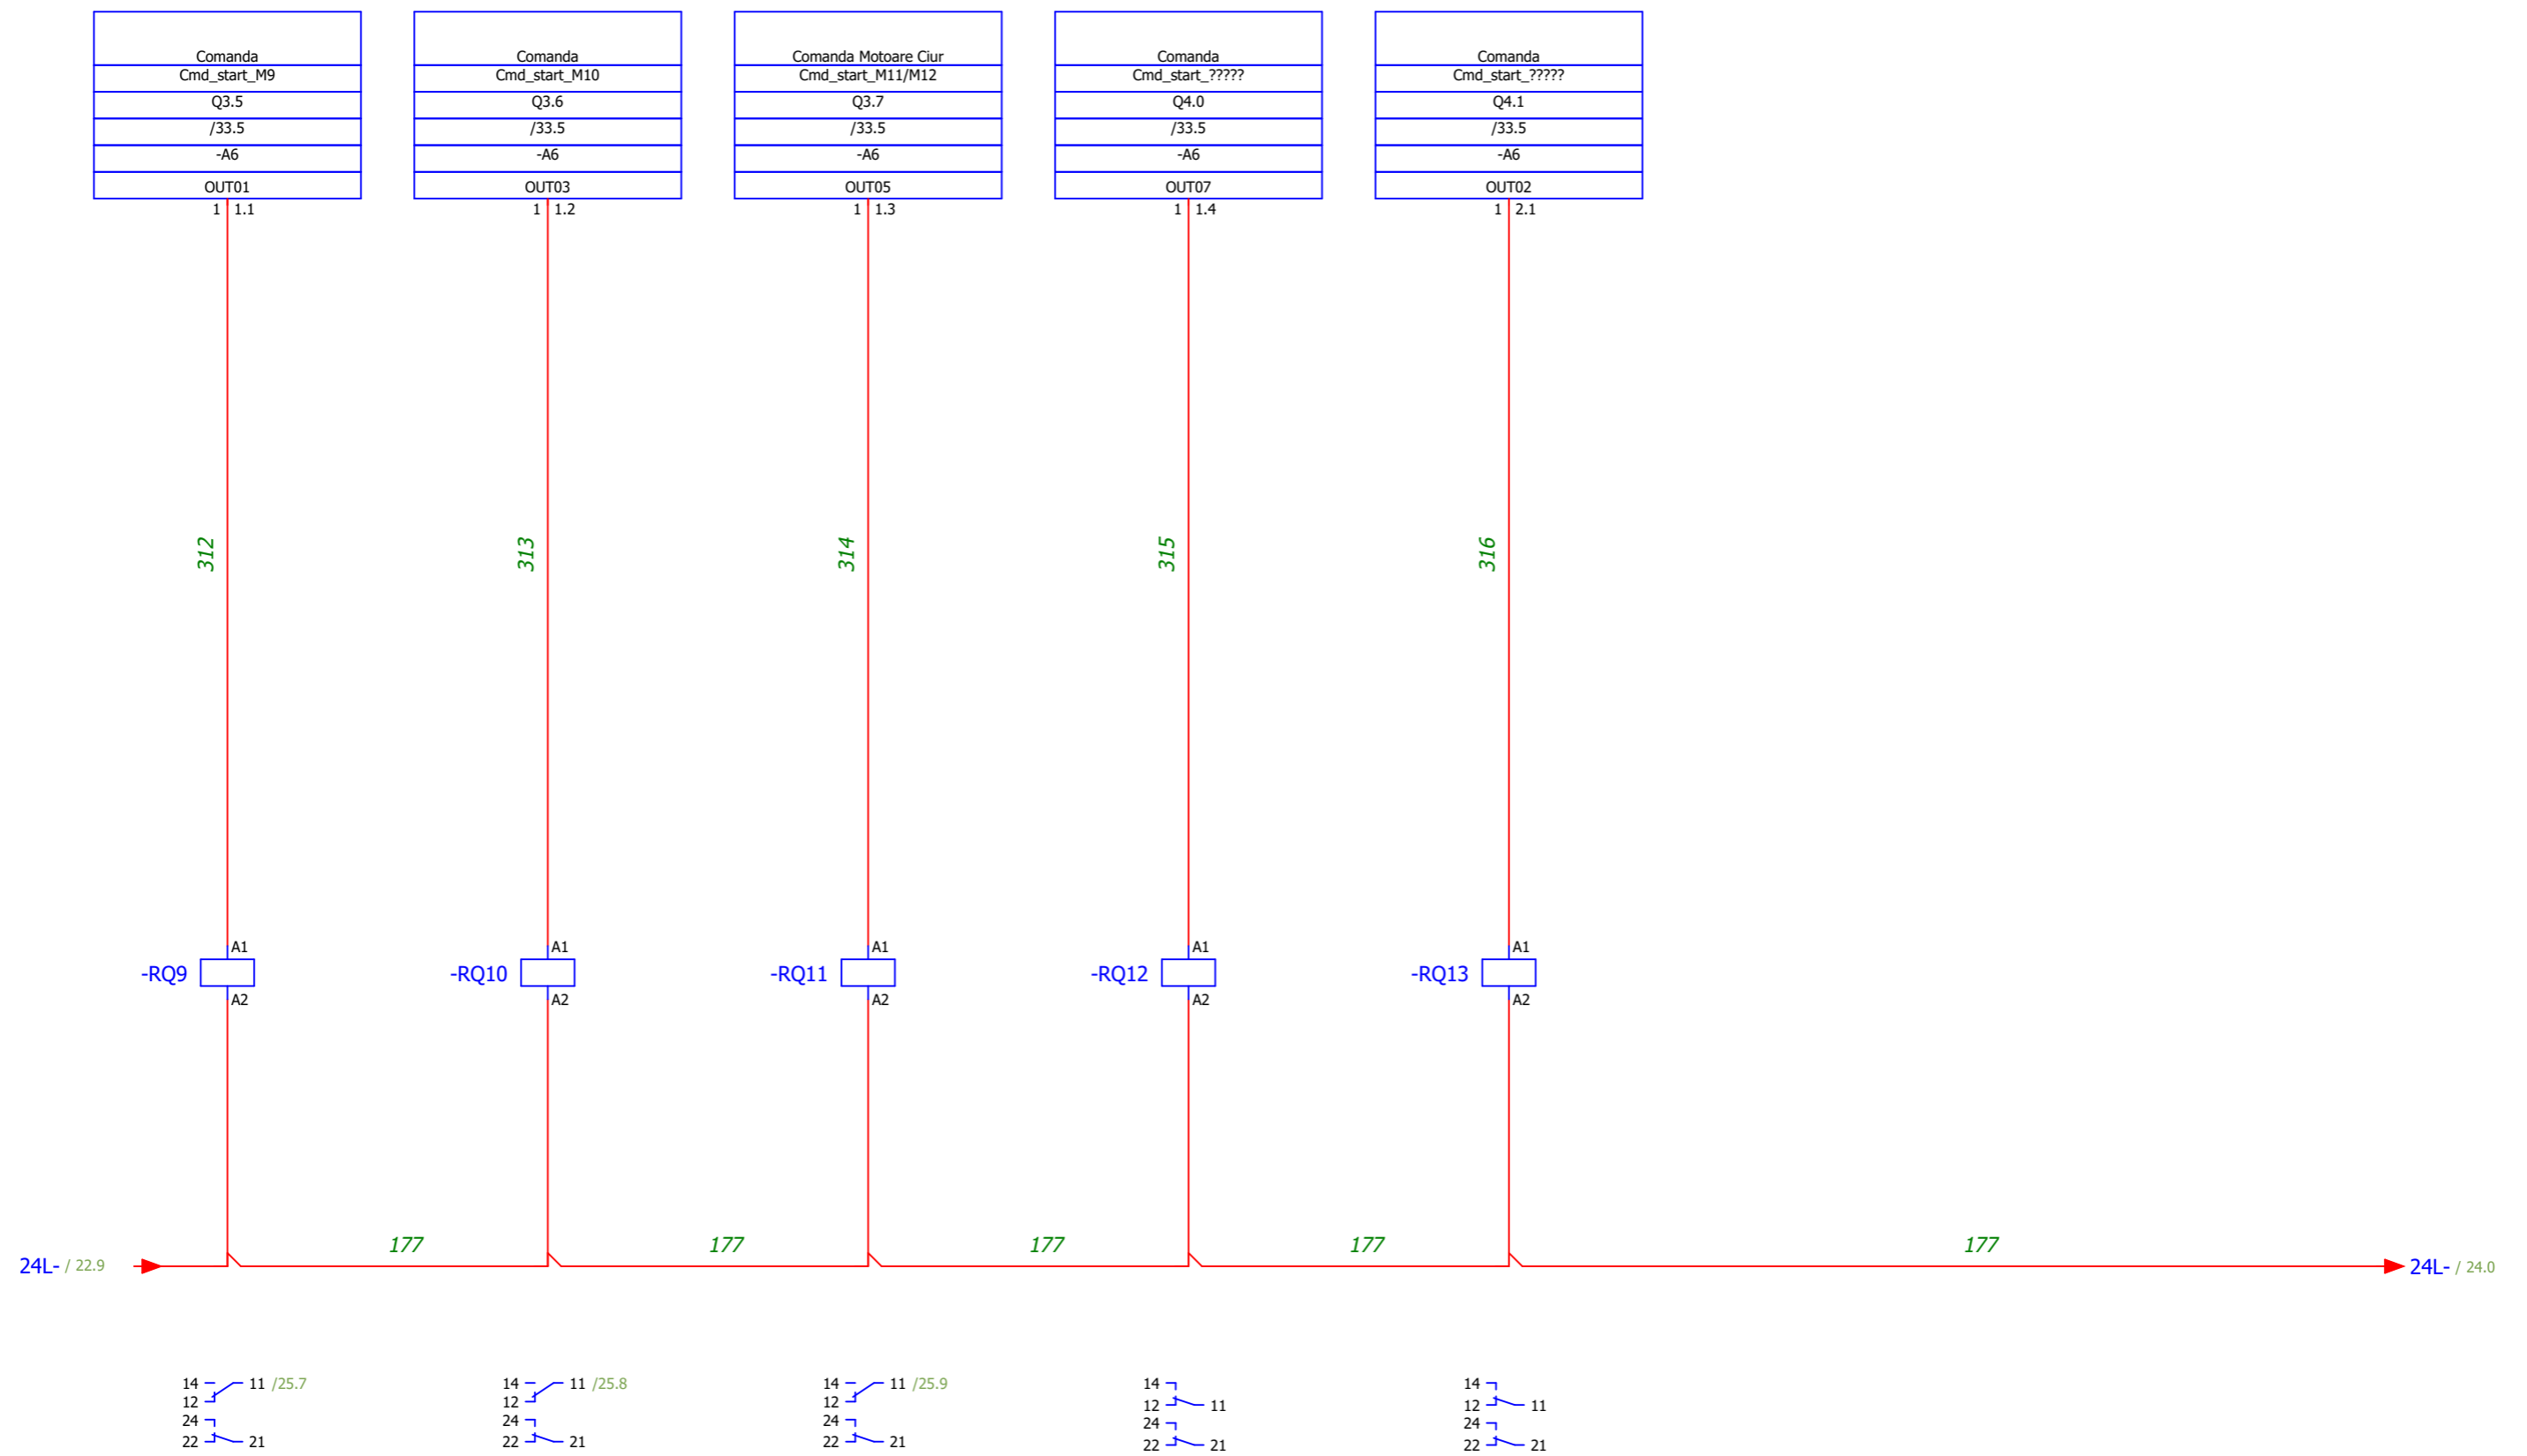 Comanda
Cmd_start_M9
Q3.5
/33.5
-A6
OUT01
1 1.1
Comanda
Cmd_start_M10
Q3.6
/33.5
-A6
OUT03
1 1.2
Comanda Motoare Ciur
Cmd_start_M11/M12
Q3.7
/33.5
-A6
OUT05
1 1.3
Comanda
Cmd_start_?????
Q4.0
/33.5
-A6
OUT07
1 1.4
Comanda
Cmd_start_?????
Q4.1
/33.5
-A6
OUT02
1 2.1
312
313
314
315
316
A1
-RQ9
A2
A1
-RQ10
A2
A1
-RQ11
A2
A1
-RQ12
A2
A1
-RQ13
A2
177
177
177
177
177
24L- / 22.9
24L- / 24.0
14 11 /25.7
12
24
22 21
14 11 /25.8
12
24
22 21
14 11 /25.9
12
24
22 21
14
12 11
24
22 21
14
12 11
24
22 21